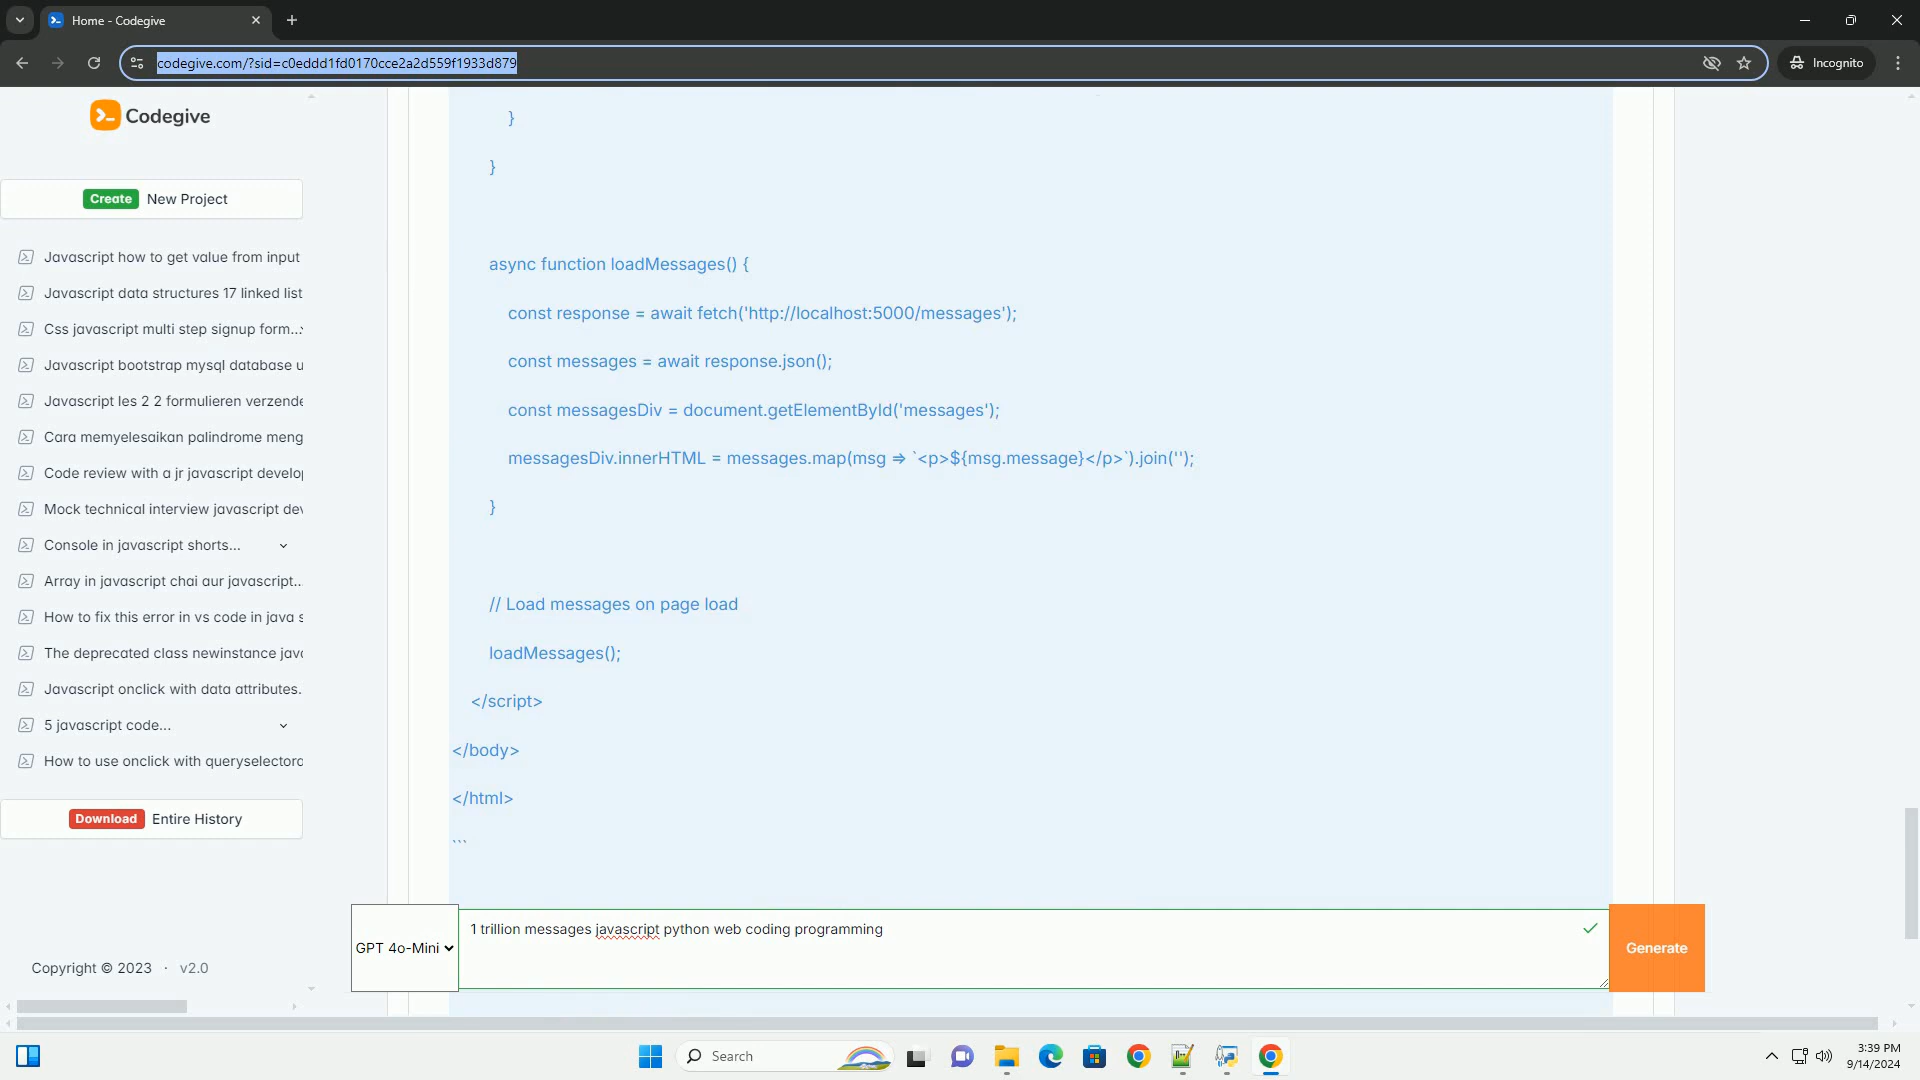 Home - Codegive
codegive.com/?sid=c0eddd1fd0170cce2a2d559f1933d879
Incognito
Codegive
Create New Project
Javascript how to get value from input
Javascript data structures 17 linked list
Css javascript multi step signup form...
Javascript bootstrap mysql database u
Javascript les 2 2 formulieren verzende
Cara memyelesaikan palindrome meng
Code review with a jr javascript develop
Mock technical interview javascript dev
Console in javascript shorts...
Array in javascript chai aur javascript...
How to fix this error in vs code in java s
The deprecated class newinstance java
Javascript onclick with data attributes.
5 javascript code...
How to use onclick with queryselectora
Download Entire History
Copyright © 2023 · v2.0
}
}
async function loadMessages() {
const response = await fetch('http://localhost:5000/messages');
const messages = await response.json();
const messagesDiv = document.getElementById('messages');
messagesDiv.innerHTML = messages.map(msg => `<p>${msg.message}</p>`).join('');
}
// Load messages on page load
loadMessages();
</script>
</body>
</html>
```
GPT 4o-Mini
1 trillion messages javascript python web coding programming
Generate
Search
3:39 PM
9/14/2024